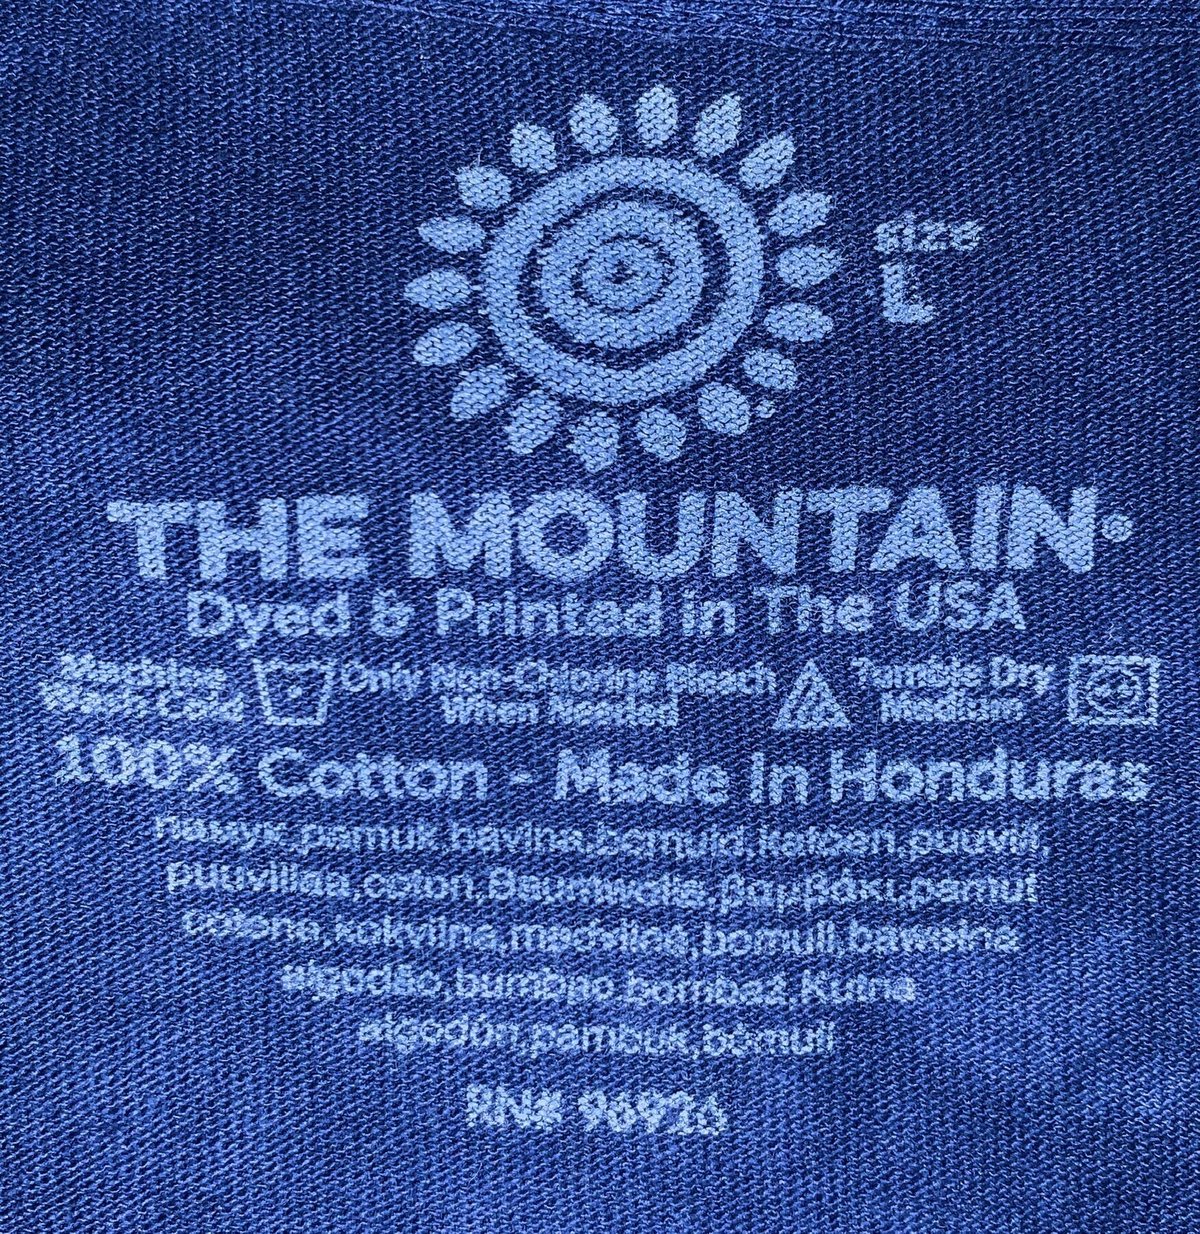 size
L
THE MOUNTAIN®
Dyed & Printed in The USA
Machine Wash Cold
Only Non-Chlorine Bleach When Needed
Tumble Dry Medium
100% Cotton - Made In Honduras
памук,pamuk,bavlna,bomuld,katoen,puuvill,
puuvillaa,coton,Baumwolle,βαμβάκι,pamut
cotone,kokvilna,medvilnė,bomull,bawełna
algodão,bumbac,bombaž,Kutna
algodón,pambuk,bómull
RN# 96926